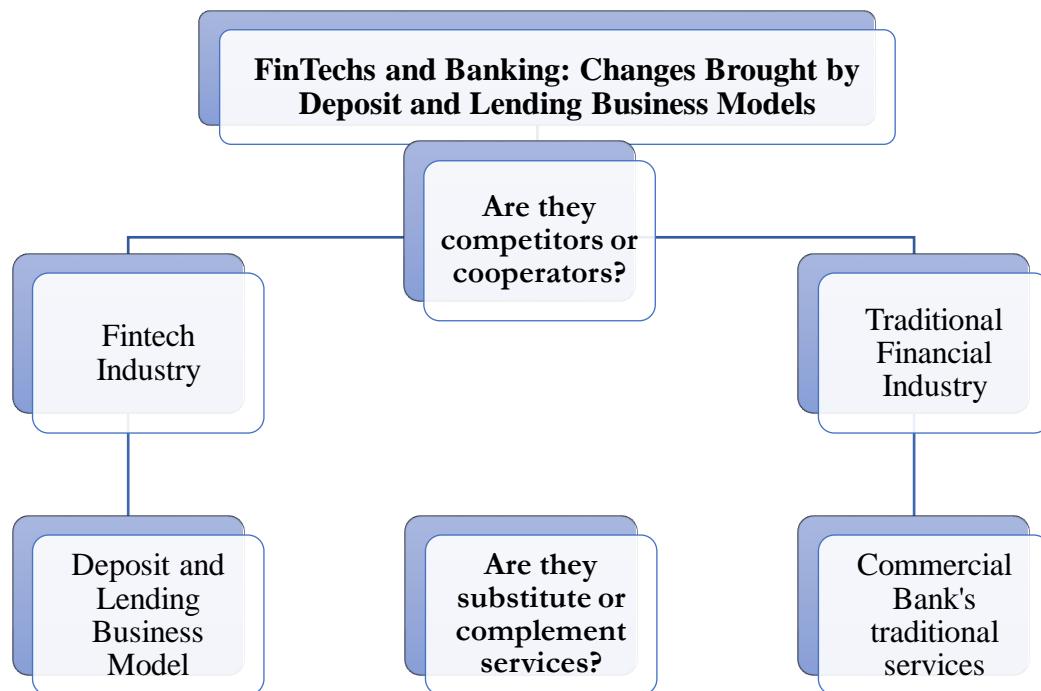 FinTechs and Banking: Changes Brought by
Deposit and Lending Business Models
Are they
competitors or
cooperators?
Fintech
Industry
Traditional
Financial
Industry
Deposit and
Lending
Business
Model
Are they
substitute or
complement
services?
Commercial
Bank's
traditional
services